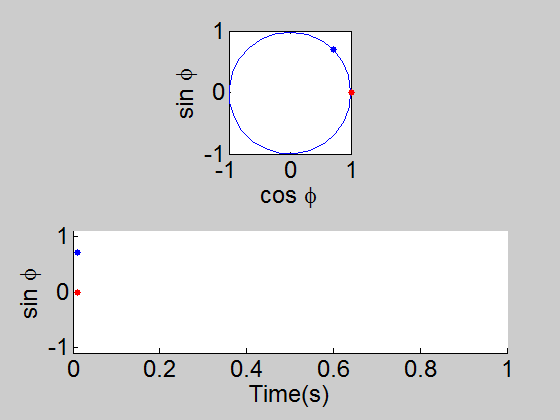 1
sin ϕ
0
-1
-1 0 1
cos ϕ
1
sin ϕ
0
-1
0 0.2 0.4 0.6 0.8 1
Time(s)